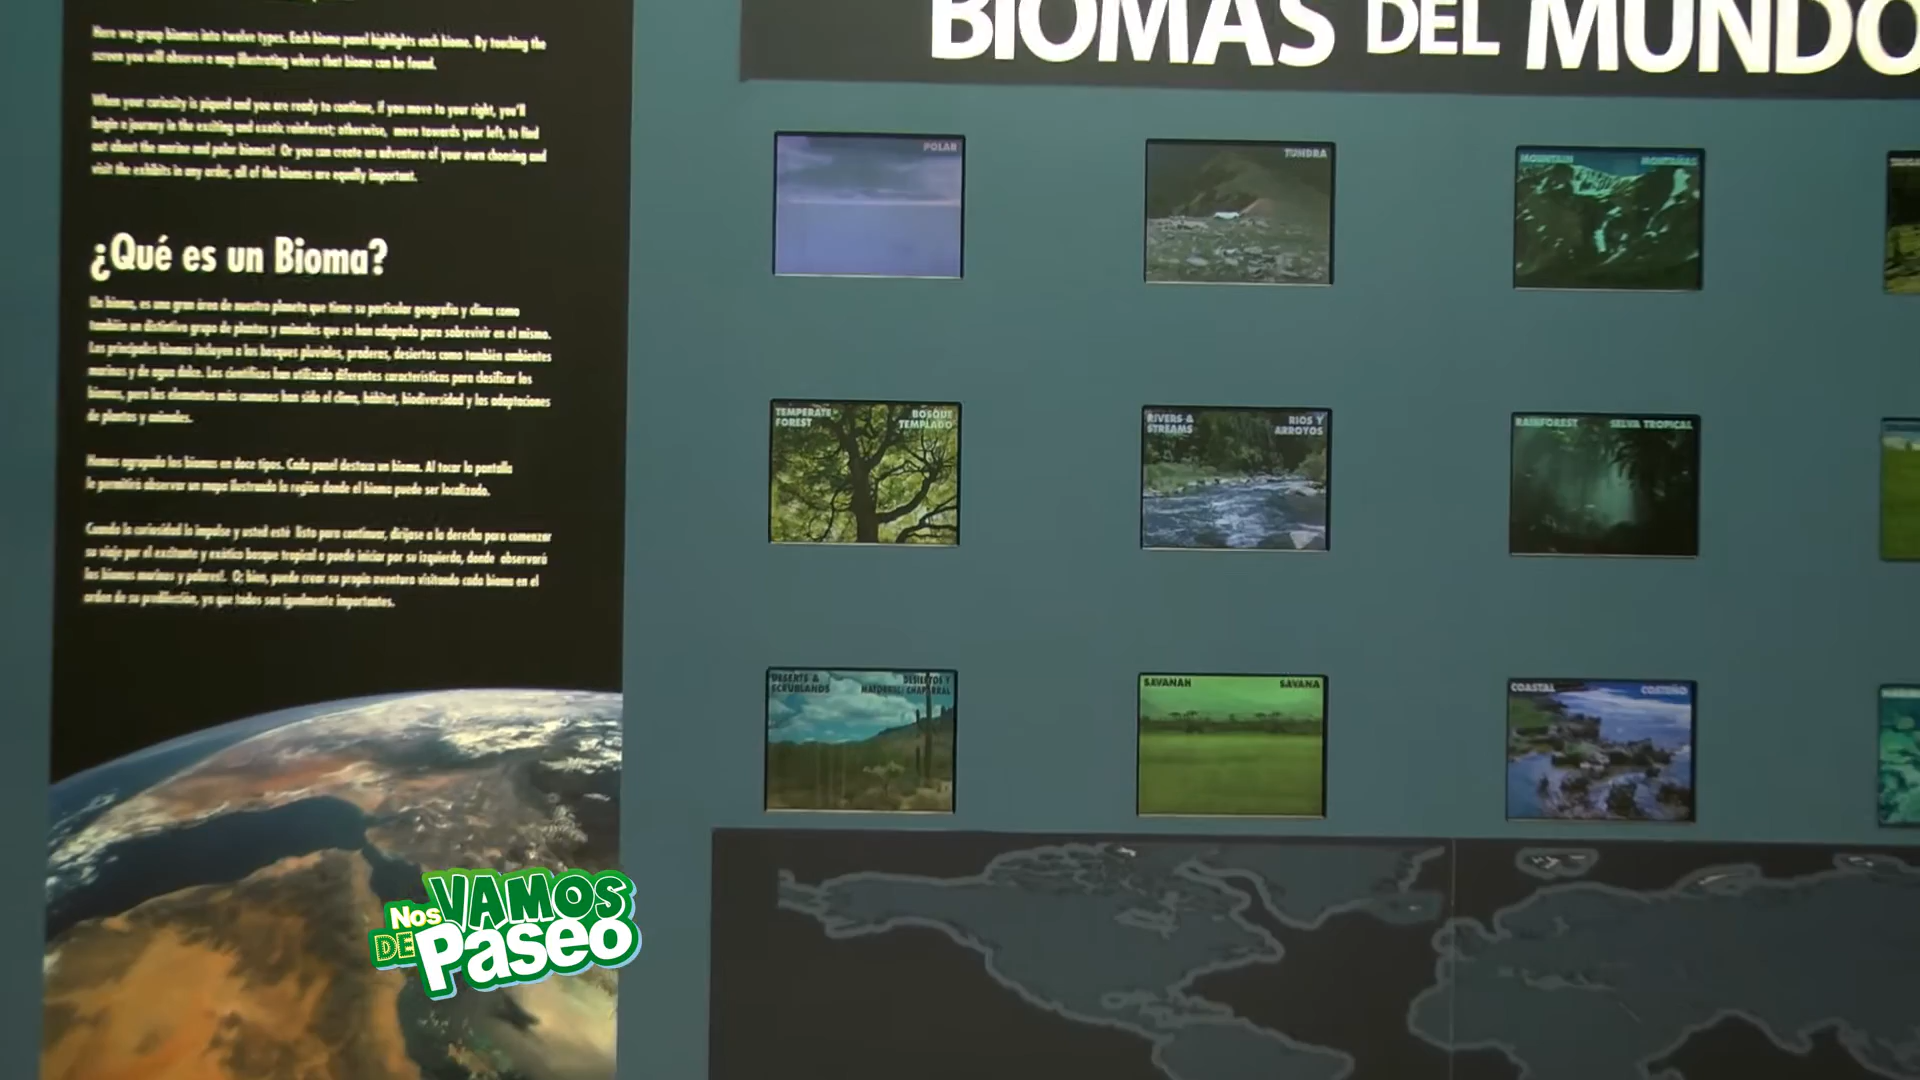 Here we group biomes into twelve types. Each biome panel highlights each biome. By touching the
screen you will observe a map illustrating where that biome can be found.
When your curiosity is piqued and you are ready to continue, if you move to your right, you'll
begin a journey in the exciting and exotic rainforest; otherwise, move towards your left, to find
out about the marine and polar biomes! Or you can create an adventure of your own choosing and
visit the exhibits in any order, all of the biomes are equally important.
¿Qué es un Bioma?
Un bioma, es una gran área de nuestro planeta que tiene su particular geografía y clima como
también un distintivo grupo de plantas y animales que se han adaptado para sobrevivir en el mismo.
Los principales biomas incluyen a los bosques pluviales, praderas, desiertos como también ambientes
marinos y de agua dulce. Los científicos han utilizado diferentes características para clasificar los
biomas, pero los elementos más comunes han sido el clima, hábitat, biodiversidad y las adaptaciones
de plantas y animales.
Hemos agrupado los biomas en doce tipos. Cada panel destaca un bioma. Al tocar la pantalla
le permitirá observar un mapa ilustrando la región donde el bioma puede ser localizado.
Cuando la curiosidad lo impulse y usted esté listo para continuar, diríjase a la derecha para comenzar
su viaje por el excitante y exótico bosque tropical o puede iniciar por su izquierda, donde observará
los biomas marinos y polares!. O; bien, puede crear su propia aventura visitando cada bioma en el
orden de su predilección, ya que todos son igualmente importantes.
BIOMAS DEL MUNDO
POLAR
TUNDRA
MOUNTAIN MONTAÑAS
TEMPERATE BOSQUE
FOREST TEMPLADO
RIVERS & RIOS Y
STREAMS ARROYOS
RAINFOREST SELVA TROPICAL
DESERTS & DESIERTOS Y
SCRUBLANDS MATORRAL/CHAPARRAL
SAVANAH SAVANA
COASTAL COSTEÑO
NOS VAMOS
DE Paseo